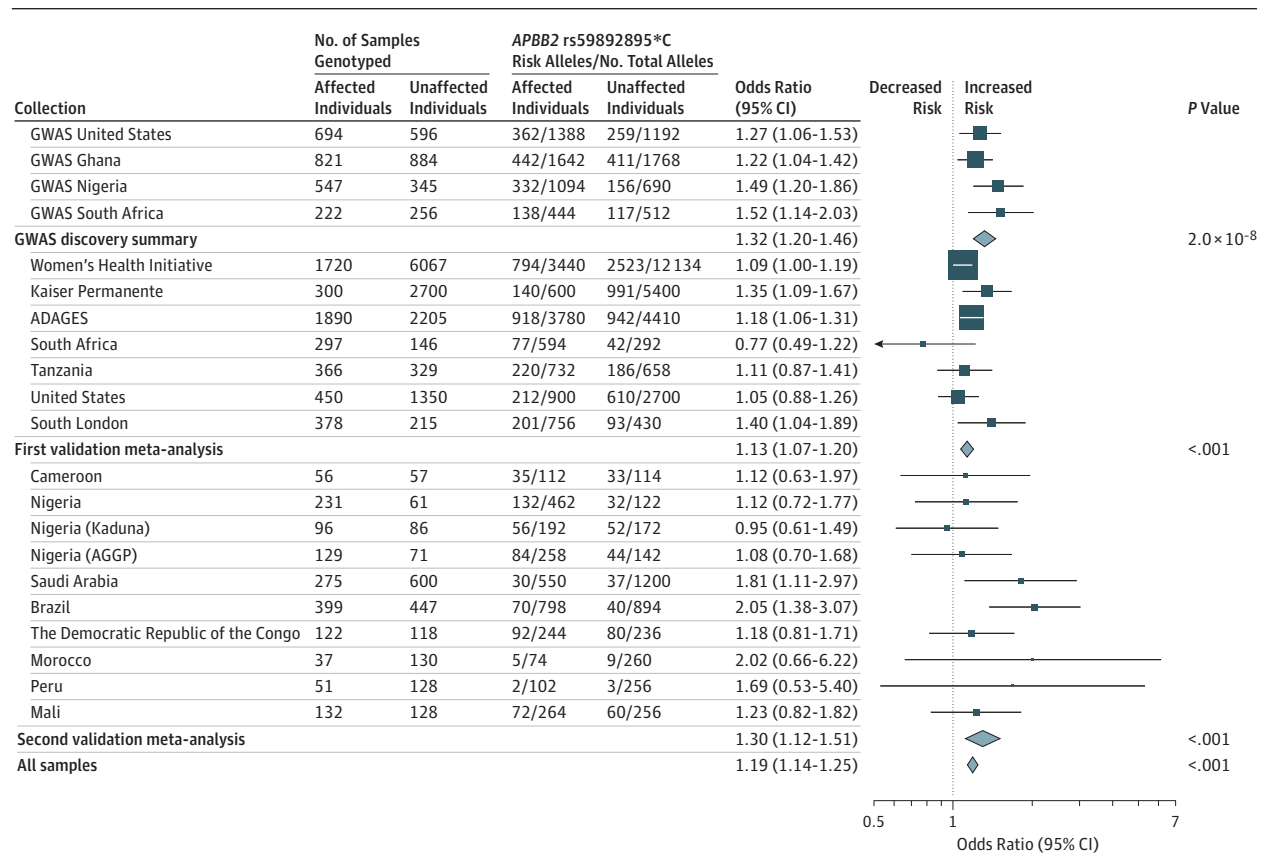 No. of Samples Genotyped
APBB2 rs59892895*C Risk Alleles/No. Total Alleles
Collection Affected Individuals Unaffected Individuals Affected Individuals Unaffected Individuals Odds Ratio (95% CI) Decreased Risk Increased Risk P Value
GWAS United States 694 596 362/1388 259/1192 1.27 (1.06-1.53)
GWAS Ghana 821 884 442/1642 411/1768 1.22 (1.04-1.42)
GWAS Nigeria 547 345 332/1094 156/690 1.49 (1.20-1.86)
GWAS South Africa 222 256 138/444 117/512 1.52 (1.14-2.03)
GWAS discovery summary 1.32 (1.20-1.46) 2.0×10⁻⁸
Women's Health Initiative 1720 6067 794/3440 2523/12134 1.09 (1.00-1.19)
Kaiser Permanente 300 2700 140/600 991/5400 1.35 (1.09-1.67)
ADAGES 1890 2205 918/3780 942/4410 1.18 (1.06-1.31)
South Africa 297 146 77/594 42/292 0.77 (0.49-1.22)
Tanzania 366 329 220/732 186/658 1.11 (0.87-1.41)
United States 450 1350 212/900 610/2700 1.05 (0.88-1.26)
South London 378 215 201/756 93/430 1.40 (1.04-1.89)
First validation meta-analysis 1.13 (1.07-1.20) <.001
Cameroon 56 57 35/112 33/114 1.12 (0.63-1.97)
Nigeria 231 61 132/462 32/122 1.12 (0.72-1.77)
Nigeria (Kaduna) 96 86 56/192 52/172 0.95 (0.61-1.49)
Nigeria (AGGP) 129 71 84/258 44/142 1.08 (0.70-1.68)
Saudi Arabia 275 600 30/550 37/1200 1.81 (1.11-2.97)
Brazil 399 447 70/798 40/894 2.05 (1.38-3.07)
The Democratic Republic of the Congo 122 118 92/244 80/236 1.18 (0.81-1.71)
Morocco 37 130 5/74 9/260 2.02 (0.66-6.22)
Peru 51 128 2/102 3/256 1.69 (0.53-5.40)
Mali 132 128 72/264 60/256 1.23 (0.82-1.82)
Second validation meta-analysis 1.30 (1.12-1.51) <.001
All samples 1.19 (1.14-1.25) <.001
0.5 1 7
Odds Ratio (95% CI)